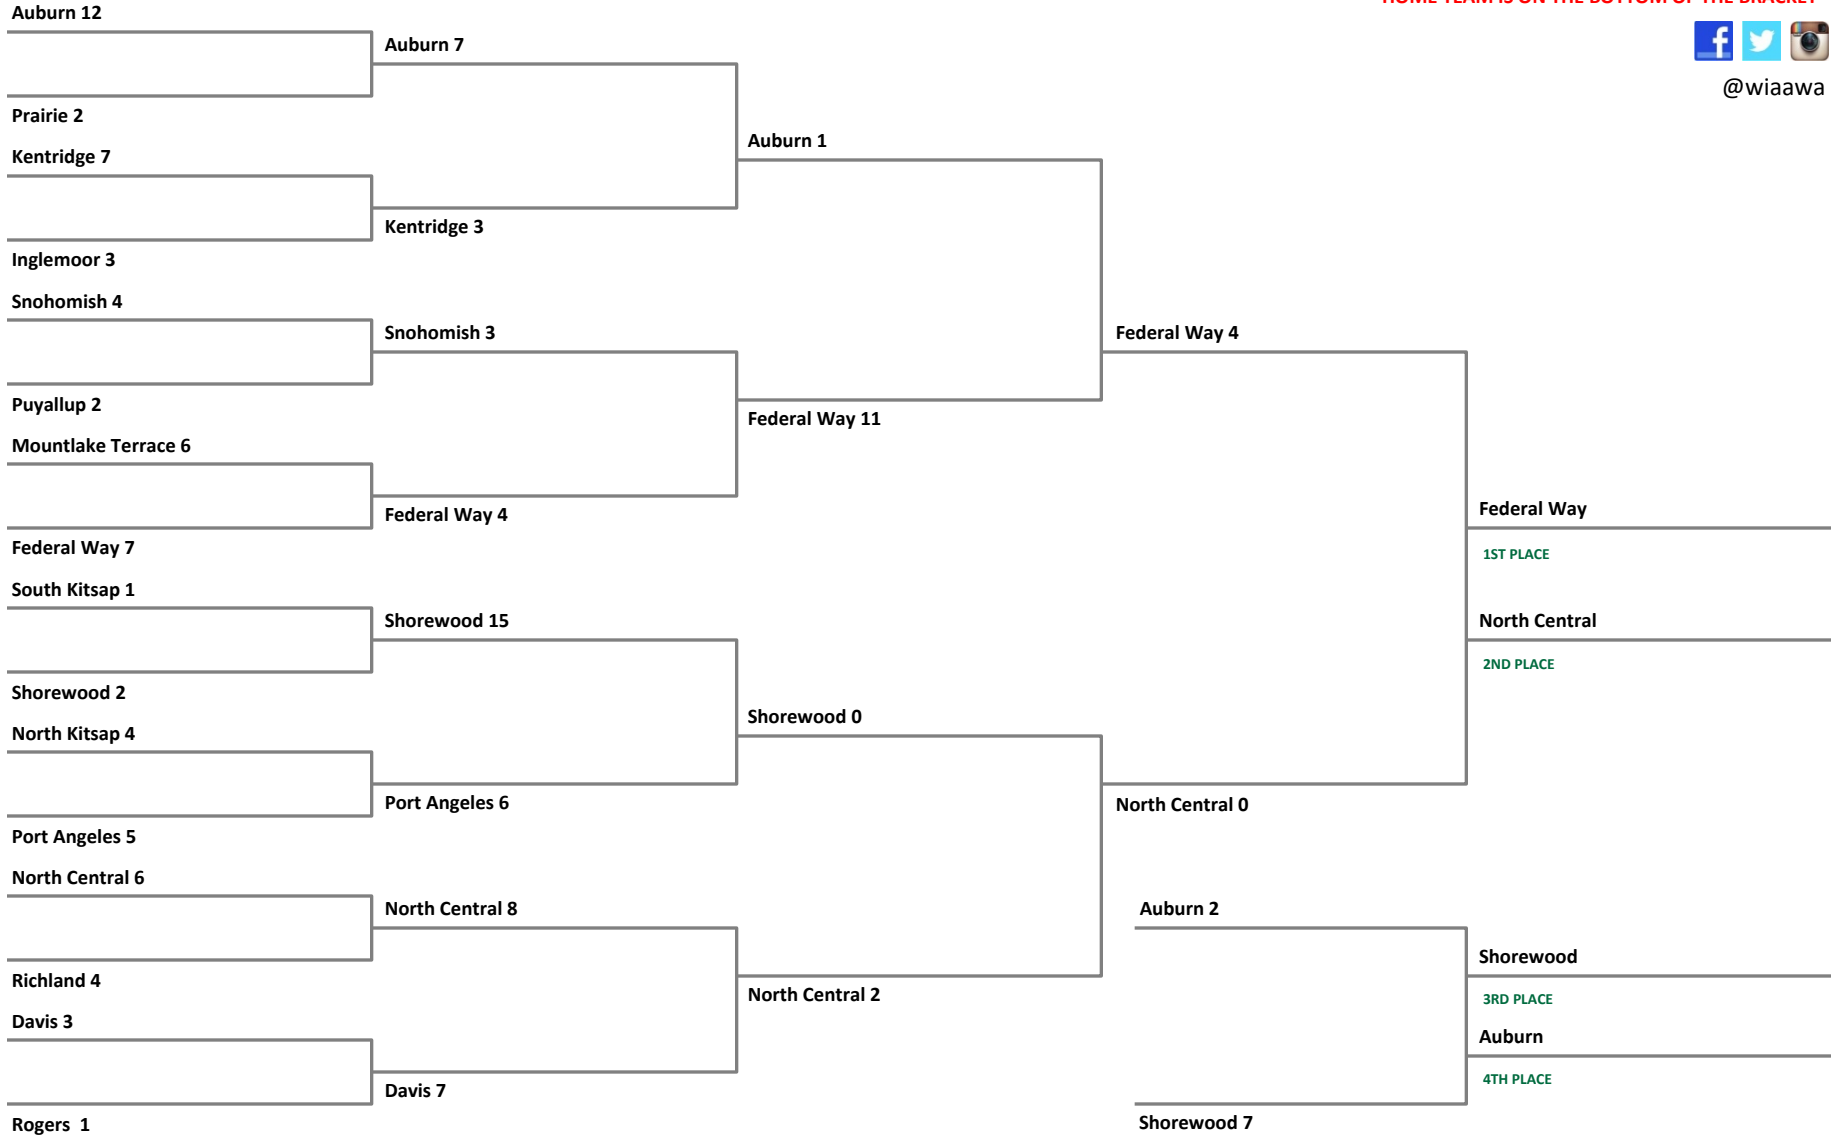 HOME TEAM IS ON THE BOTTOM OF THE BRACKET
@wiaawa
Auburn 12
Prairie 2
Kentridge 7
Inglemoor 3
Snohomish 4
Puyallup 2
Mountlake Terrace 6
Federal Way 7
South Kitsap 1
Shorewood 2
North Kitsap 4
Port Angeles 5
North Central 6
Richland 4
Davis 3
Rogers  1
Auburn 7
Kentridge 3
Snohomish 3
Federal Way 4
Shorewood 15
Port Angeles 6
North Central 8
Davis 7
Auburn 1
Federal Way 11
Shorewood 0
North Central 2
Federal Way 4
North Central 0
Auburn 2
Shorewood 7
Federal Way
1ST PLACE
North Central
2ND PLACE
Shorewood
3RD PLACE
Auburn
4TH PLACE